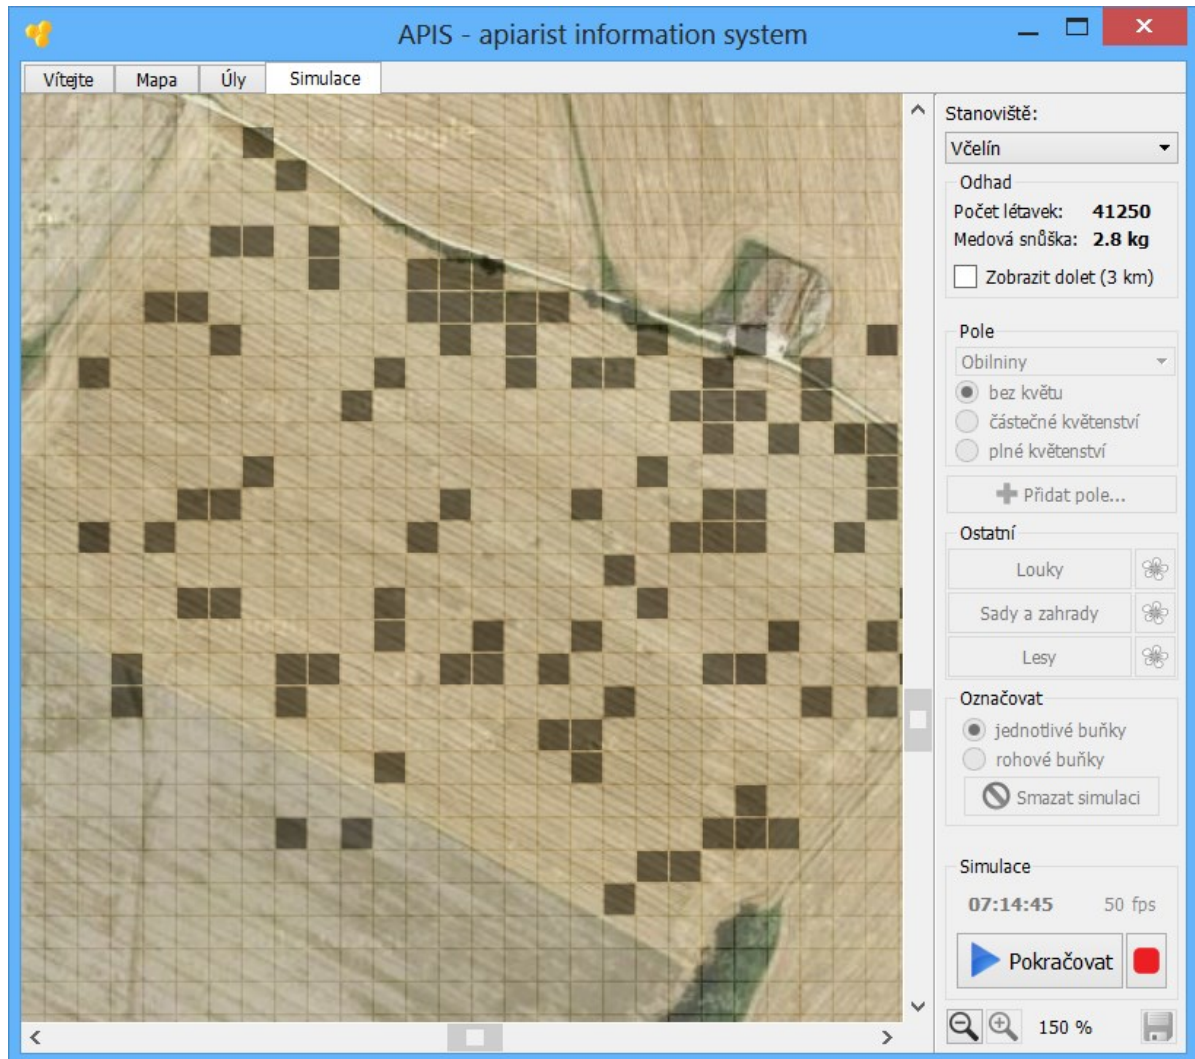 APIS - apiarist information system
Vítejte Mapa Úly Simulace
Stanoviště:
Včelín
Odhad
Počet létavek: 41250
Medová snůška: 2.8 kg
Zobrazit dolet (3 km)
Pole
Obilniny
bez květu
částečné květenství
plné květenství
Přidat pole...
Ostatní
Louky
Sady a zahrady
Lesy
Označovat
jednotlivé buňky
rohové buňky
Smazat simulaci
Simulace
07:14:45 50 fps
Pokračovat
150 %